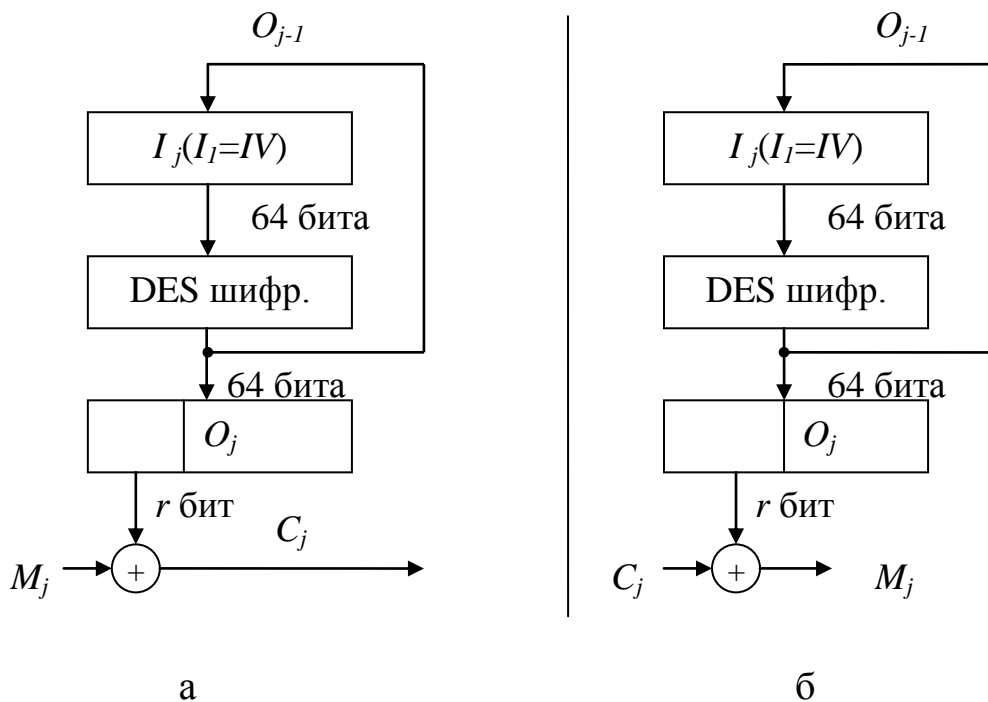 O_{j-1}
I_j(I_1=IV)
64 бита
DES шифр.
64 бита
O_j
r бит
C_j
M_j
+
а
O_{j-1}
I_j(I_1=IV)
64 бита
DES шифр.
64 бита
O_j
r бит
C_j
+
M_j
б